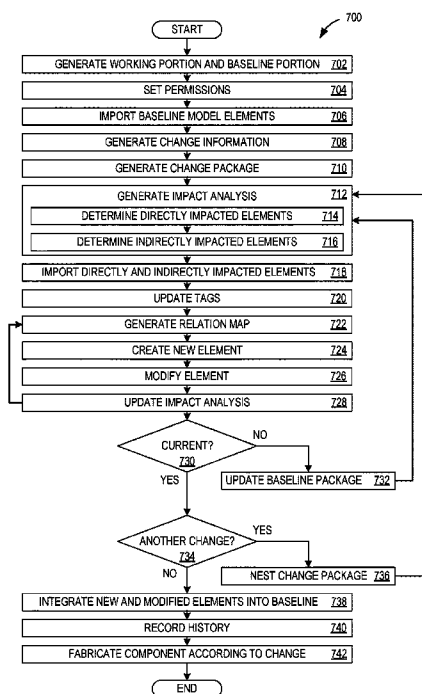 700
START
GENERATE WORKING PORTION AND BASELINE PORTION 702
SET PERMISSIONS 704
IMPORT BASELINE MODEL ELEMENTS 706
GENERATE CHANGE INFORMATION 708
GENERATE CHANGE PACKAGE 710
GENERATE IMPACT ANALYSIS 712
DETERMINE DIRECTLY IMPACTED ELEMENTS 714
DETERMINE INDIRECTLY IMPACTED ELEMENTS 716
IMPORT DIRECTLY AND INDIRECTLY IMPACTED ELEMENTS 718
UPDATE TAGS 720
GENERATE RELATION MAP 722
CREATE NEW ELEMENT 724
MODIFY ELEMENT 726
UPDATE IMPACT ANALYSIS 728
CURRENT?
730
NO
YES
UPDATE BASELINE PACKAGE 732
ANOTHER CHANGE?
734
YES
NO
NEST CHANGE PACKAGE 736
INTEGRATE NEW AND MODIFIED ELEMENTS INTO BASELINE 738
RECORD HISTORY 740
FABRICATE COMPONENT ACCORDING TO CHANGE 742
END